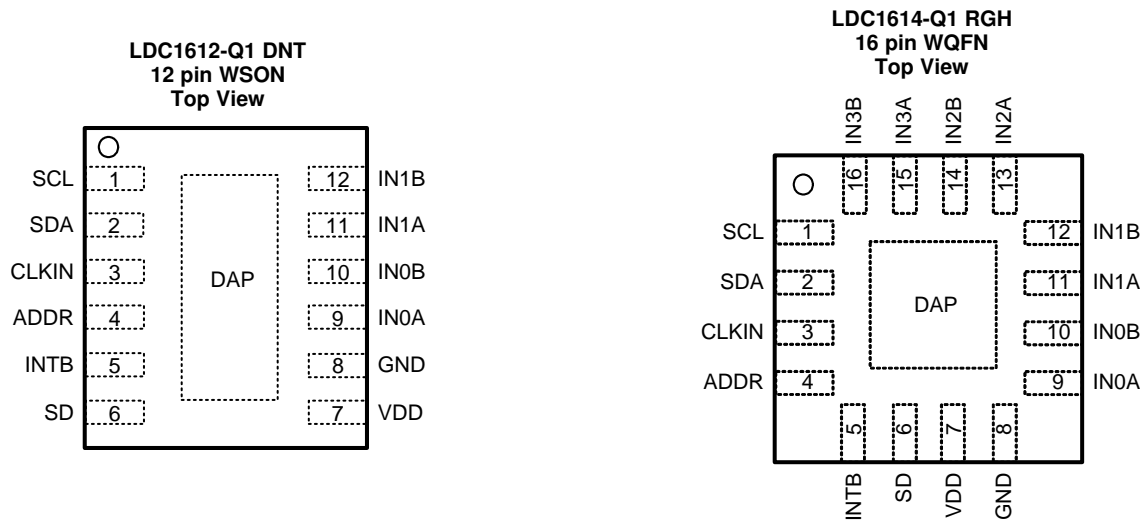 LDC1612-Q1 DNT
12 pin WSON
Top View
SCL 1 12 IN1B
SDA 2 11 IN1A
CLKIN 3 DAP 10 IN0B
ADDR 4 9 IN0A
INTB 5 8 GND
SD 6 7 VDD
LDC1614-Q1 RGH
16 pin WQFN
Top View
IN3B IN3A IN2B IN2A
16 15 14 13
SCL 1 12 IN1B
SDA 2 11 IN1A
CLKIN 3 DAP 10 IN0B
ADDR 4 9 IN0A
5 6 7 8
INTB SD VDD GND